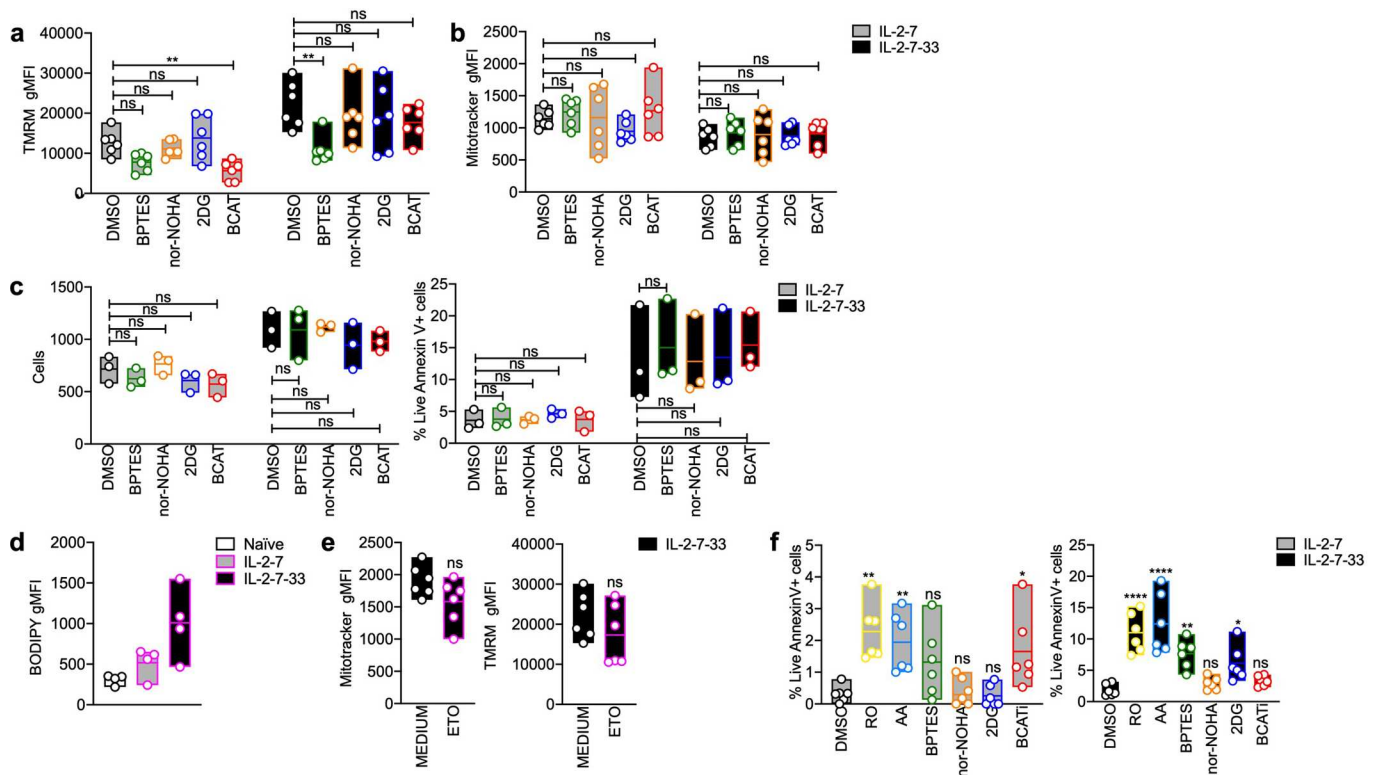 a
TMRM gMFI
40000
30000
20000
10000
0
ns
ns
ns
**
ns
ns
ns
**
DMSO
BPTES
nor-NOHA
2DG
BCAT
DMSO
BPTES
nor-NOHA
2DG
BCAT
b
Mitotracker gMFI
2500
2000
1500
1000
500
0
ns
ns
ns
ns
ns
ns
ns
ns
DMSO
BPTES
nor-NOHA
2DG
BCAT
DMSO
BPTES
nor-NOHA
2DG
BCAT
IL-2-7
IL-2-7-33
c
Cells
1500
1000
500
0
ns
ns
ns
ns
ns
ns
ns
ns
DMSO
BPTES
nor-NOHA
2DG
BCAT
DMSO
BPTES
nor-NOHA
2DG
BCAT
% Live Annexin V+ cells
25
20
15
10
5
0
ns
ns
ns
ns
ns
ns
ns
ns
DMSO
BPTES
nor-NOHA
2DG
BCAT
DMSO
BPTES
nor-NOHA
2DG
BCAT
IL-2-7
IL-2-7-33
d
BODIPY gMFI
2000
1500
1000
500
0
Naïve
IL-2-7
IL-2-7-33
e
Mitotracker gMFI
2500
2000
1500
1000
500
0
ns
MEDIUM
ETO
TMRM gMFI
40000
30000
20000
10000
0
ns
MEDIUM
ETO
IL-2-7-33
f
% Live AnnexinV+ cells
5
4
3
2
1
0
**
**
ns
ns
ns
*
DMSO
RO
AA
BPTES
nor-NOHA
2DG
BCATi
% Live AnnexinV+ cells
25
20
15
10
5
0
****
****
**
ns
*
ns
DMSO
RO
AA
BPTES
nor-NOHA
2DG
BCATi
IL-2-7
IL-2-7-33